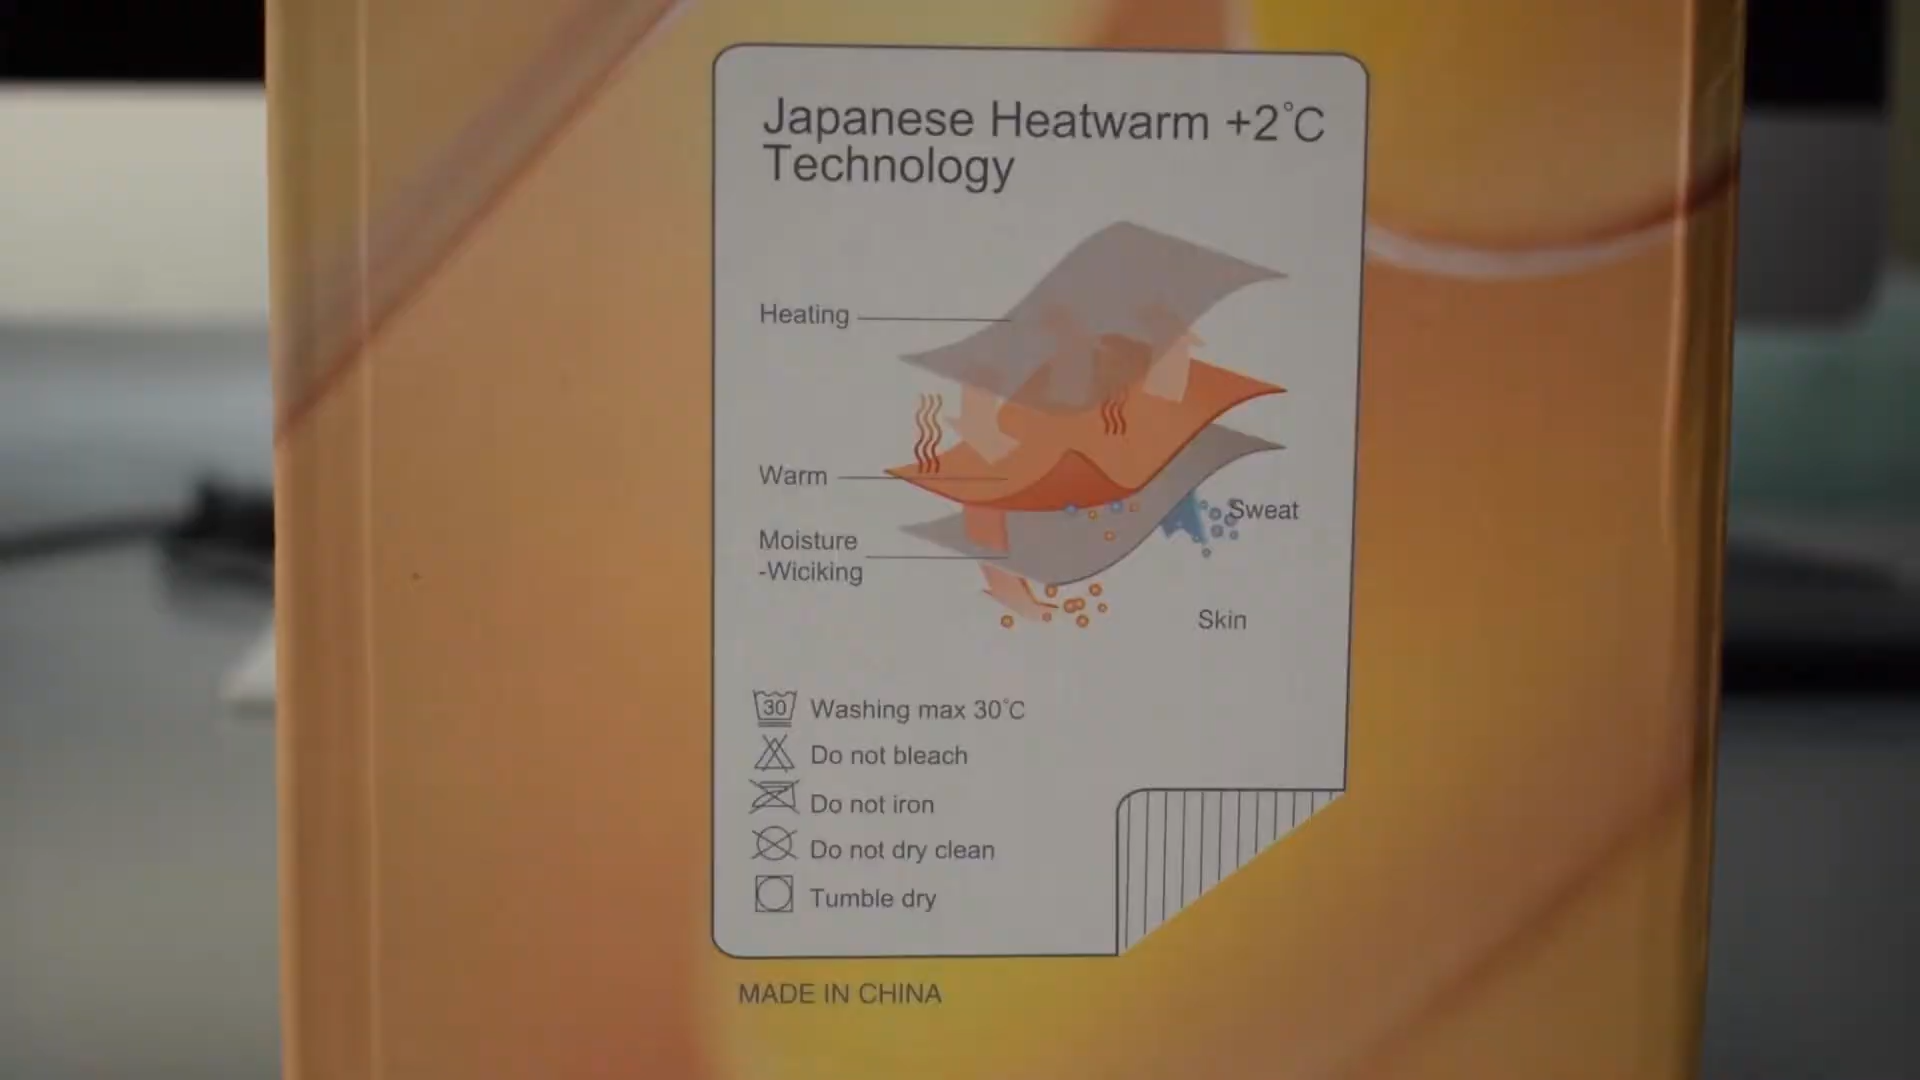 Japanese Heatwarm +2°C
Technology
Heating
Warm
Moisture
-Wiciking
Sweat
Skin
30 Washing max 30°C
Do not bleach
Do not iron
Do not dry clean
Tumble dry
MADE IN CHINA